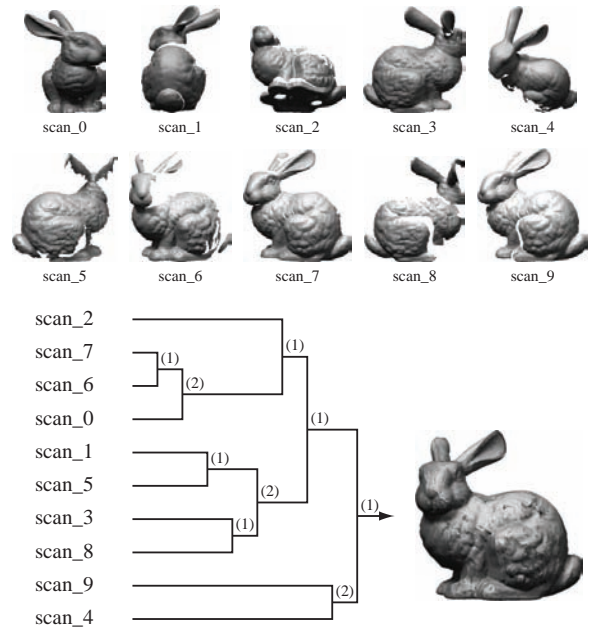 scan_0 scan_1 scan_2 scan_3 scan_4
scan_5 scan_6 scan_7 scan_8 scan_9
scan_2
(1)
scan_7
(1)
scan_6
(2)
(1)
scan_0
scan_1
(1)
scan_5
(2)
(1)
scan_3
(1)
scan_8
scan_9
(2)
scan_4